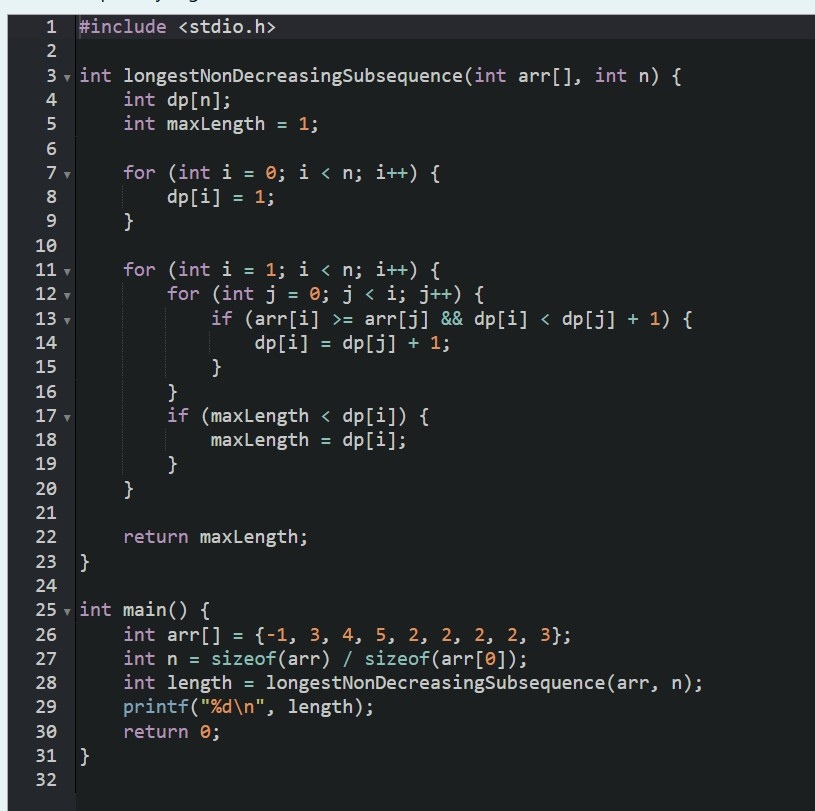 1 #include <stdio.h>
2
3 int longestNonDecreasingSubsequence(int arr[], int n) {
4     int dp[n];
5     int maxLength = 1;
6
7     for (int i = 0; i < n; i++) {
8         dp[i] = 1;
9     }
10
11     for (int i = 1; i < n; i++) {
12         for (int j = 0; j < i; j++) {
13             if (arr[i] >= arr[j] && dp[i] < dp[j] + 1) {
14                 dp[i] = dp[j] + 1;
15             }
16         }
17         if (maxLength < dp[i]) {
18             maxLength = dp[i];
19         }
20     }
21
22     return maxLength;
23 }
24
25 int main() {
26     int arr[] = {-1, 3, 4, 5, 2, 2, 2, 2, 3};
27     int n = sizeof(arr) / sizeof(arr[0]);
28     int length = longestNonDecreasingSubsequence(arr, n);
29     printf("%d\n", length);
30     return 0;
31 }
32